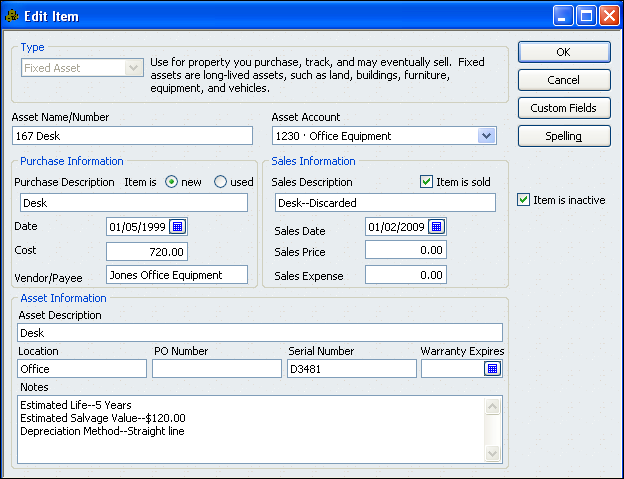 Edit Item
Type
Fixed Asset
Use for property you purchase, track, and may eventually sell. Fixed
assets are long-lived assets, such as land, buildings, furniture,
equipment, and vehicles.
OK
Cancel
Custom Fields
Spelling
Asset Name/Number
Asset Account
167 Desk
1230 · Office Equipment
Purchase Information
Purchase Description Item is new used
Desk
Date 01/05/1999
Cost 720.00
Vendor/Payee Jones Office Equipment
Sales Information
Sales Description Item is sold
Desk--Discarded
Sales Date 01/02/2009
Sales Price 0.00
Sales Expense 0.00
Item is inactive
Asset Information
Asset Description
Desk
Location PO Number Serial Number Warranty Expires
Office D3481
Notes
Estimated Life--5 Years
Estimated Salvage Value--$120.00
Depreciation Method--Straight line